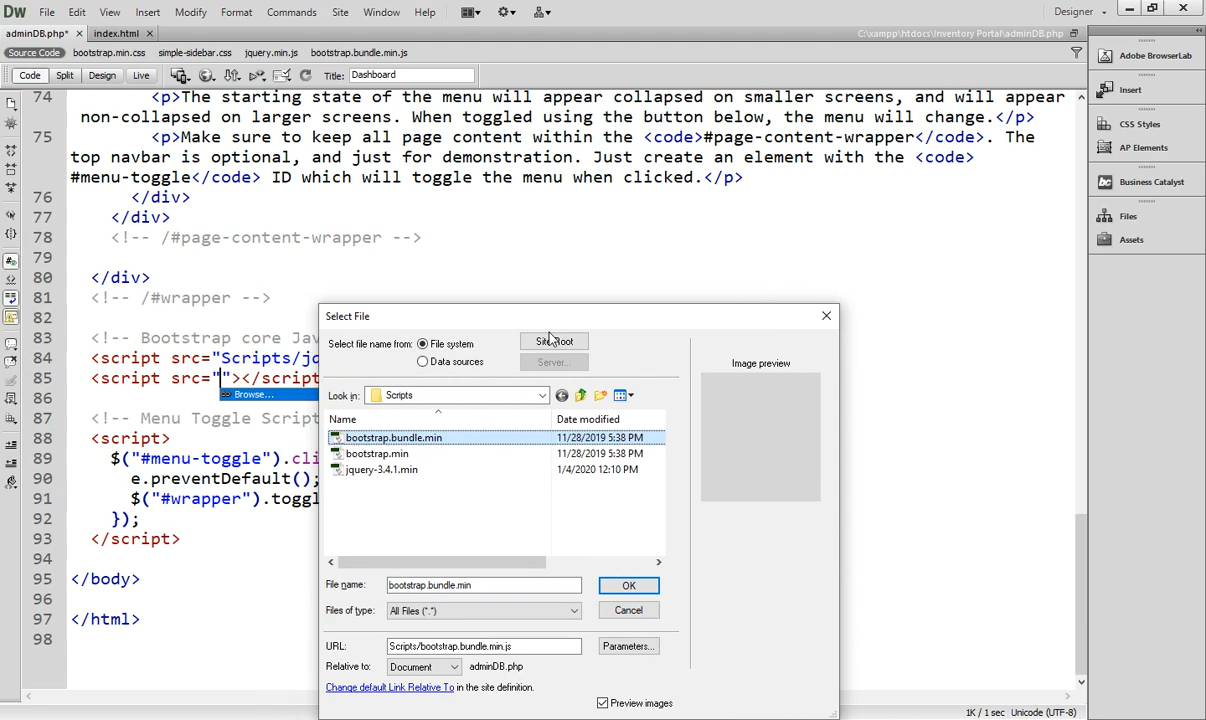 DW File Edit View Insert Modify Format Commands Site Window Help Designer
adminDB.php* × index.html × C:\xampp\htdocs\Inventory Portal\adminDB.php
Source Code bootstrap.min.css simple-sidebar.css jquery.min.js bootstrap.bundle.min.js
Code Split Design Live Title: Dashboard
74 <p>The starting state of the menu will appear collapsed on smaller screens, and will appear
non-collapsed on larger screens. When toggled using the button below, the menu will change.</p>
75 <p>Make sure to keep all page content within the <code>#page-content-wrapper</code>. The
top navbar is optional, and just for demonstration. Just create an element with the <code>
#menu-toggle</code> ID which will toggle the menu when clicked.</p>
76 </div>
77 </div>
78 <!-- /#page-content-wrapper -->
79
80 </div>
81 <!-- /#wrapper -->
82
83 <!-- Bootstrap core Jav
84 <script src="Scripts/jq
85 <script src=""></script
Browse...
86
87 <!-- Menu Toggle Script
88 <script>
89 $("#menu-toggle").cli
90 e.preventDefault();
91 $("#wrapper").toggl
92 });
93 </script>
94
95 </body>
96
97 </html>
98
Select File
Select file name from: File system Site Root
Data sources Server...
Look in: Scripts
Name Date modified
bootstrap.bundle.min 11/28/2019 5:38 PM
bootstrap.min 11/28/2019 5:38 PM
jquery-3.4.1.min 1/4/2020 12:10 PM
File name: bootstrap.bundle.min OK
Files of type: All Files (*.*) Cancel
URL: Scripts/bootstrap.bundle.min.js Parameters...
Relative to: Document adminDB.php
Change default Link Relative To in the site definition.
Image preview
Preview images
Adobe BrowserLab
Insert
CSS Styles
AP Elements
Business Catalyst
Files
Assets
1K / 1 sec Unicode (UTF-8)